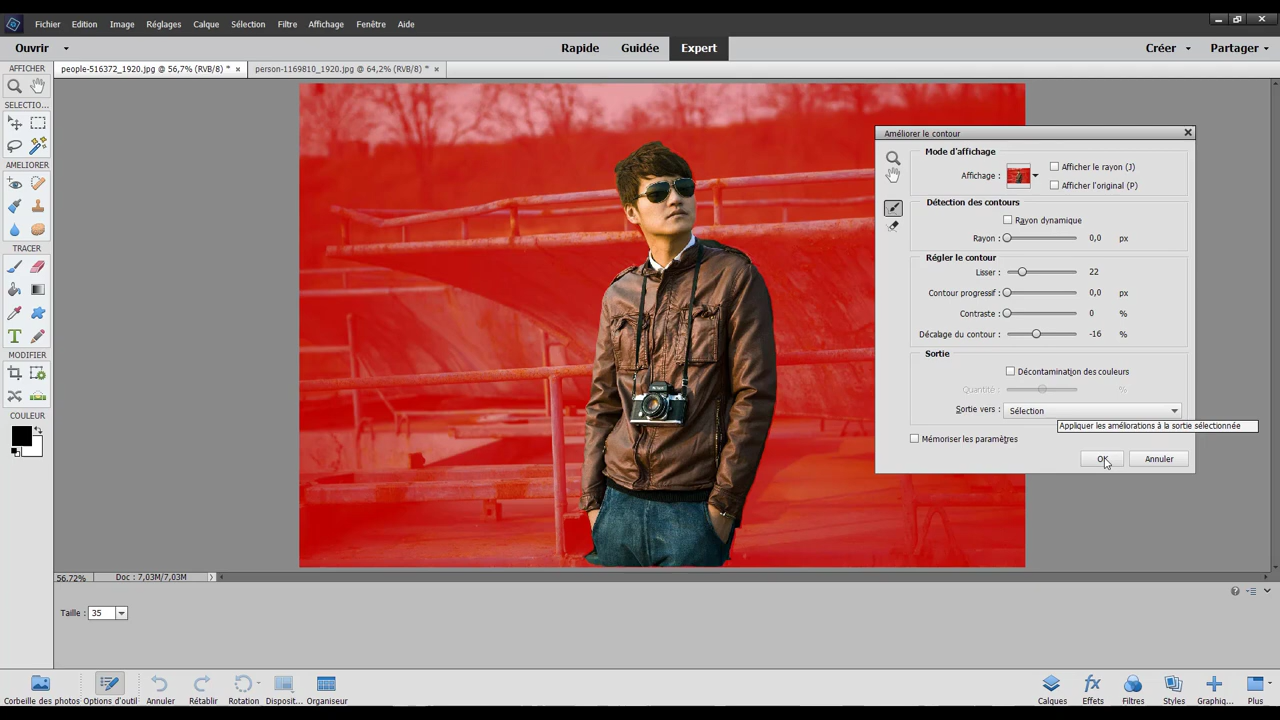 Fichier Edition Image Réglages Calque Sélection Filtre Affichage Fenêtre Aide
Ouvrir Rapide Guidée Expert Créer Partager
AFFICHER people-516372_1920.jpg @ 56,7% (RVB/8) * × person-1169810_1920.jpg @ 64,2% (RVB/8) * ×
SELECTIO...
AMELIORER
TRACER
MODIFIER
COULEUR
Améliorer le contour
Mode d'affichage
Affichage : Afficher le rayon (J)
Afficher l'original (P)
Détection des contours
Rayon dynamique
Rayon : 0,0 px
Régler le contour
Lisser : 22
Contour progressif : 0,0 px
Contraste : 0 %
Décalage du contour : -16 %
Sortie
Décontamination des couleurs
Quantité : %
Sortie vers : Sélection
Appliquer les améliorations à la sortie sélectionnée
Mémoriser les paramètres
OK Annuler
56.72% Doc : 7,03M/7,03M
Taille : 35
Corbeille des photos Options d'outil Annuler Rétablir Rotation Disposit... Organiseur Calques Effets Filtres Styles Graphiq... Plus